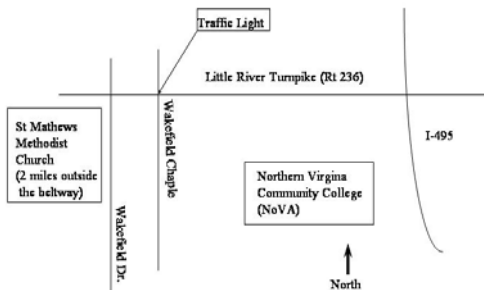 Traffic Light
Little River Turnpike (Rt 236)
St Mathews
Methodist
Church
(2 miles outside
the beltway)
Wakefield Dr.
Wakefield Chaple
Northern Virgina
Community College
(NoVA)
I-495
North